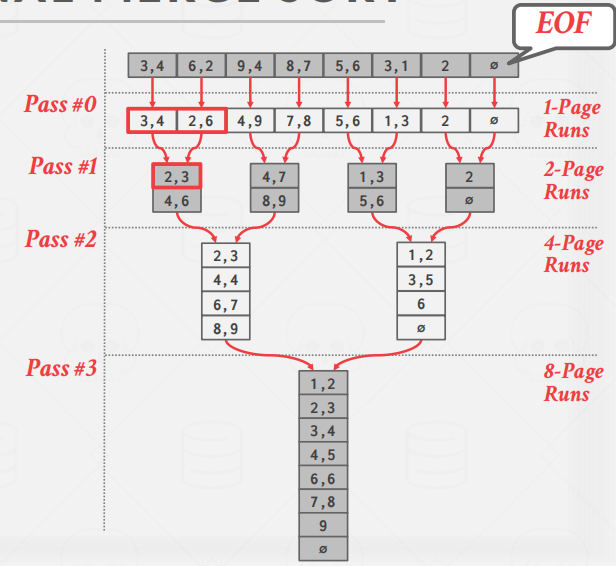 NAL MERGE SORT
EOF
3,4 6,2 9,4 8,7 5,6 3,1 2 ∅
Pass #0
3,4 2,6 4,9 7,8 5,6 1,3 2 ∅
1-Page
Runs
Pass #1
2,3 4,7 1,3 2
4,6 8,9 5,6 ∅
2-Page
Runs
Pass #2
2,3 1,2
4,4 3,5
6,7 6
8,9 ∅
4-Page
Runs
Pass #3
1,2
2,3
3,4
4,5
6,6
7,8
9
∅
8-Page
Runs